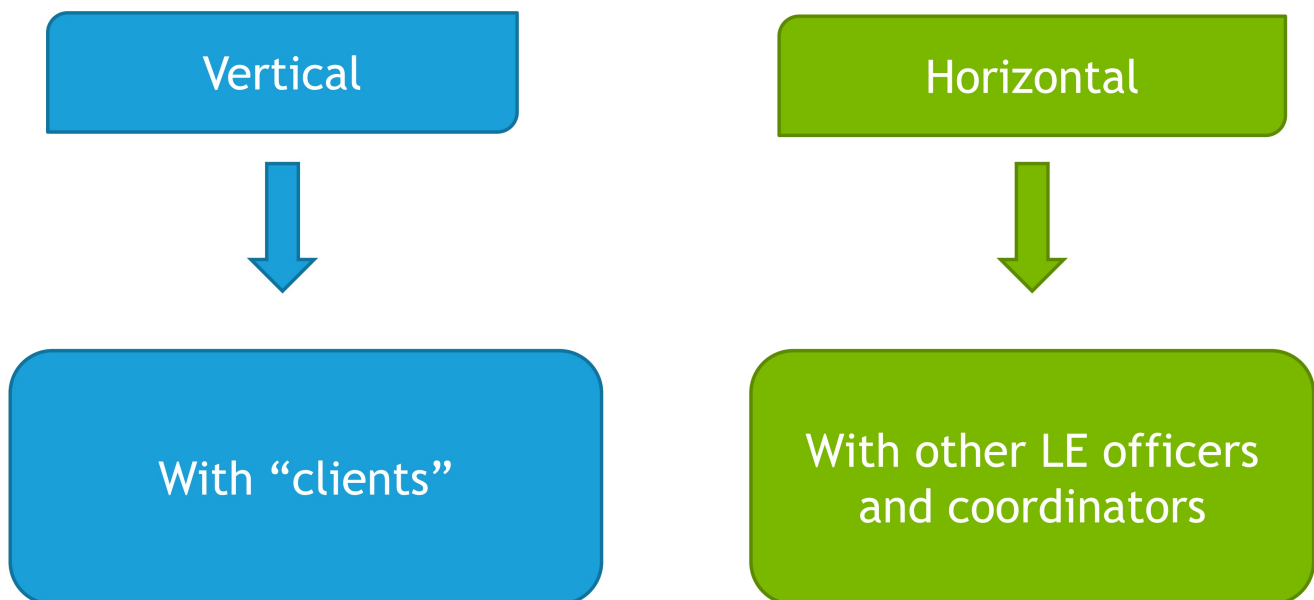 Vertical
Horizontal
With “clients”
With other LE officers
and coordinators